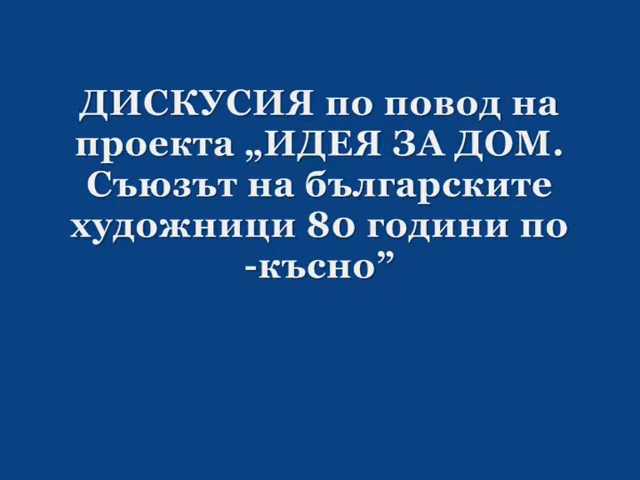 ДИСКУСИЯ по повод на
проекта „ИДЕЯ ЗА ДОМ.
Съюзът на българските
художници 80 години по
-късно”